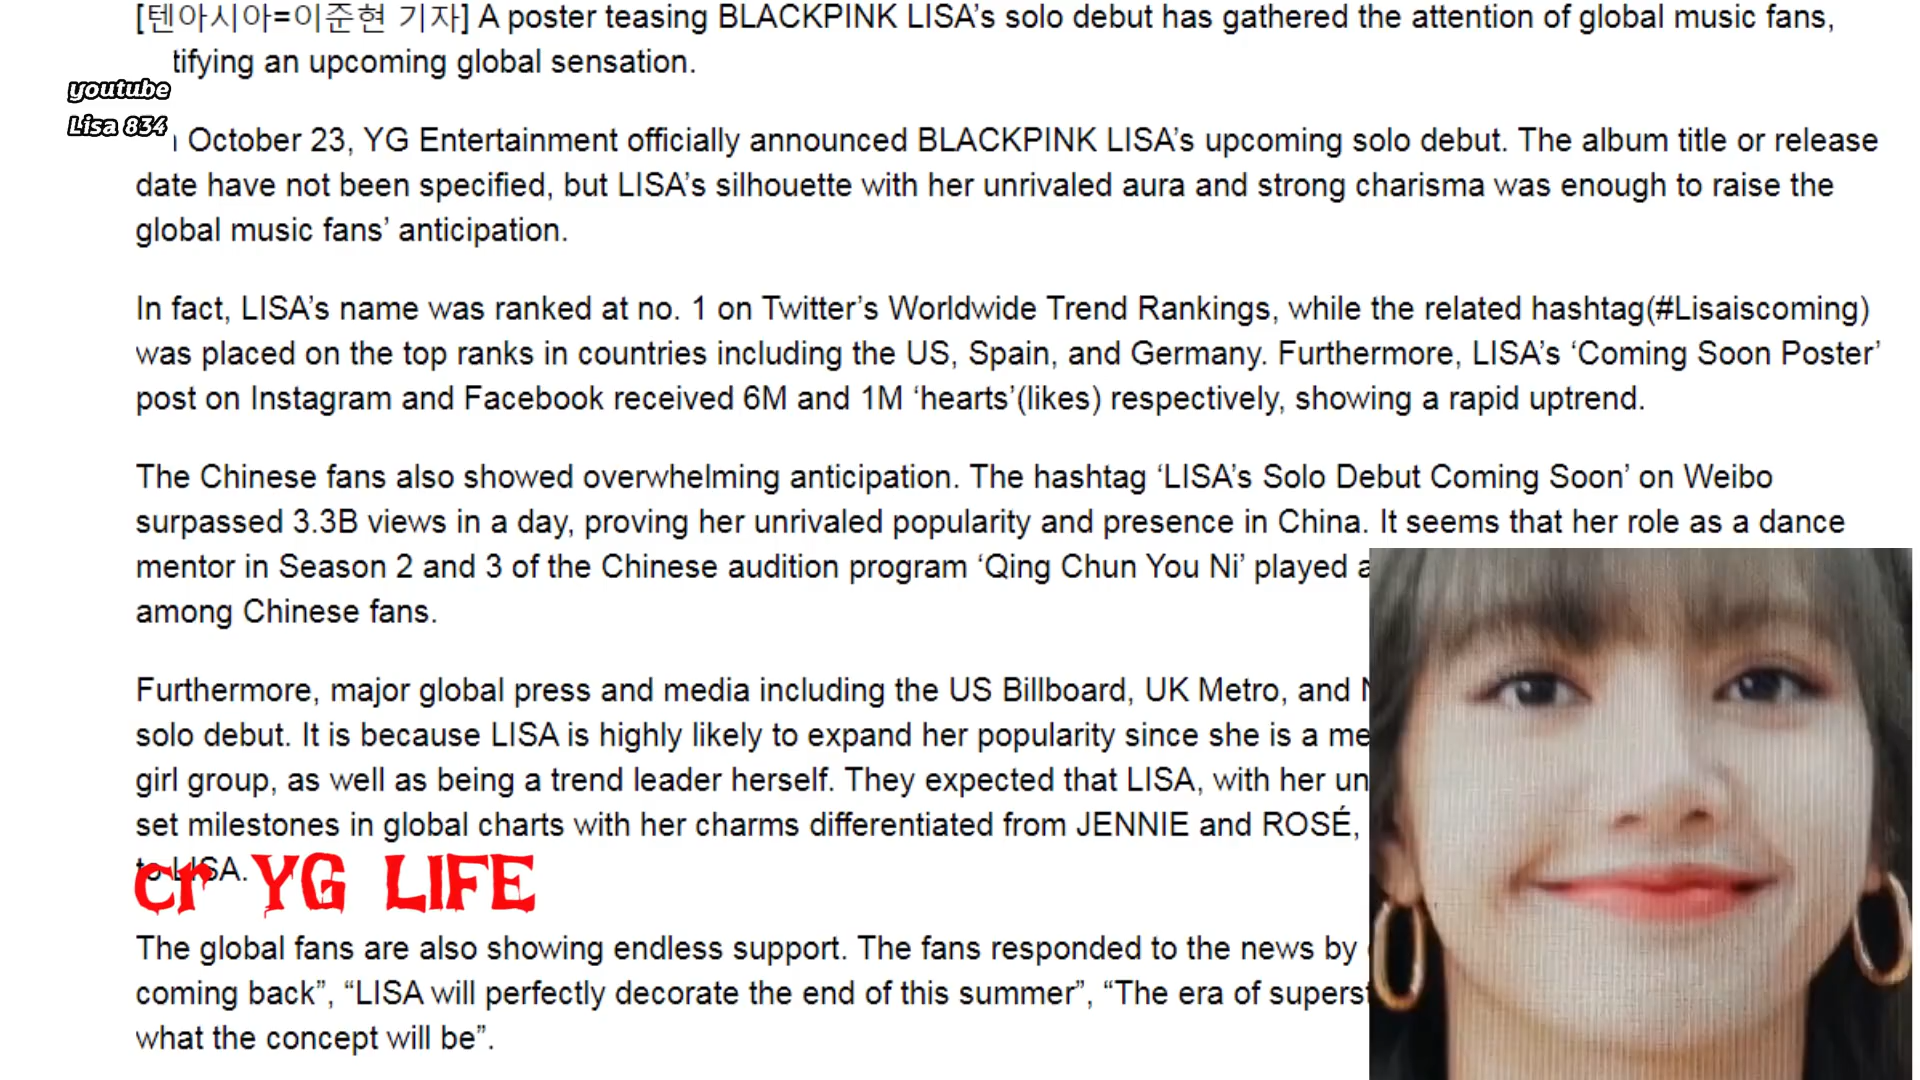 [텐아시아=이준현 기자] A poster teasing BLACKPINK LISA’s solo debut has gathered the attention of global music fans,
tifying an upcoming global sensation.
youtube
Lisa 834
October 23, YG Entertainment officially announced BLACKPINK LISA’s upcoming solo debut. The album title or release
date have not been specified, but LISA’s silhouette with her unrivaled aura and strong charisma was enough to raise the
global music fans’ anticipation.
In fact, LISA’s name was ranked at no. 1 on Twitter’s Worldwide Trend Rankings, while the related hashtag(#Lisaiscoming)
was placed on the top ranks in countries including the US, Spain, and Germany. Furthermore, LISA’s ‘Coming Soon Poster’
post on Instagram and Facebook received 6M and 1M ‘hearts’(likes) respectively, showing a rapid uptrend.
The Chinese fans also showed overwhelming anticipation. The hashtag ‘LISA’s Solo Debut Coming Soon’ on Weibo
surpassed 3.3B views in a day, proving her unrivaled popularity and presence in China. It seems that her role as a dance
mentor in Season 2 and 3 of the Chinese audition program ‘Qing Chun You Ni’ played
among Chinese fans.
Furthermore, major global press and media including the US Billboard, UK Metro, and
solo debut. It is because LISA is highly likely to expand her popularity since she is a me
girl group, as well as being a trend leader herself. They expected that LISA, with her un
set milestones in global charts with her charms differentiated from JENNIE and ROSÉ,
to LISA.
cr YG LIFE
The global fans are also showing endless support. The fans responded to the news by
coming back”, “LISA will perfectly decorate the end of this summer”, “The era of superst
what the concept will be”.